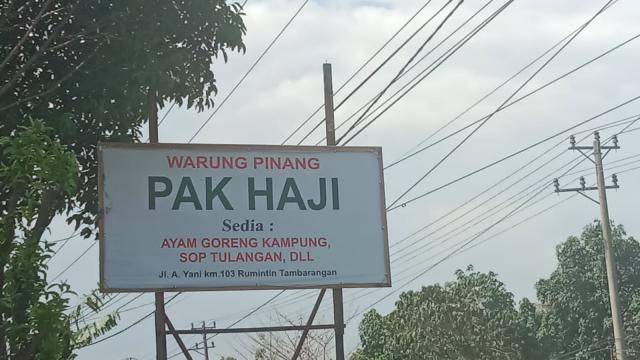 WARUNG PINANG
PAK HAJI
Sedia :
AYAM GORENG KAMPUNG,
SOP TULANGAN, DLL
Jl. A. Yani km.103 Rumintin Tambarangan